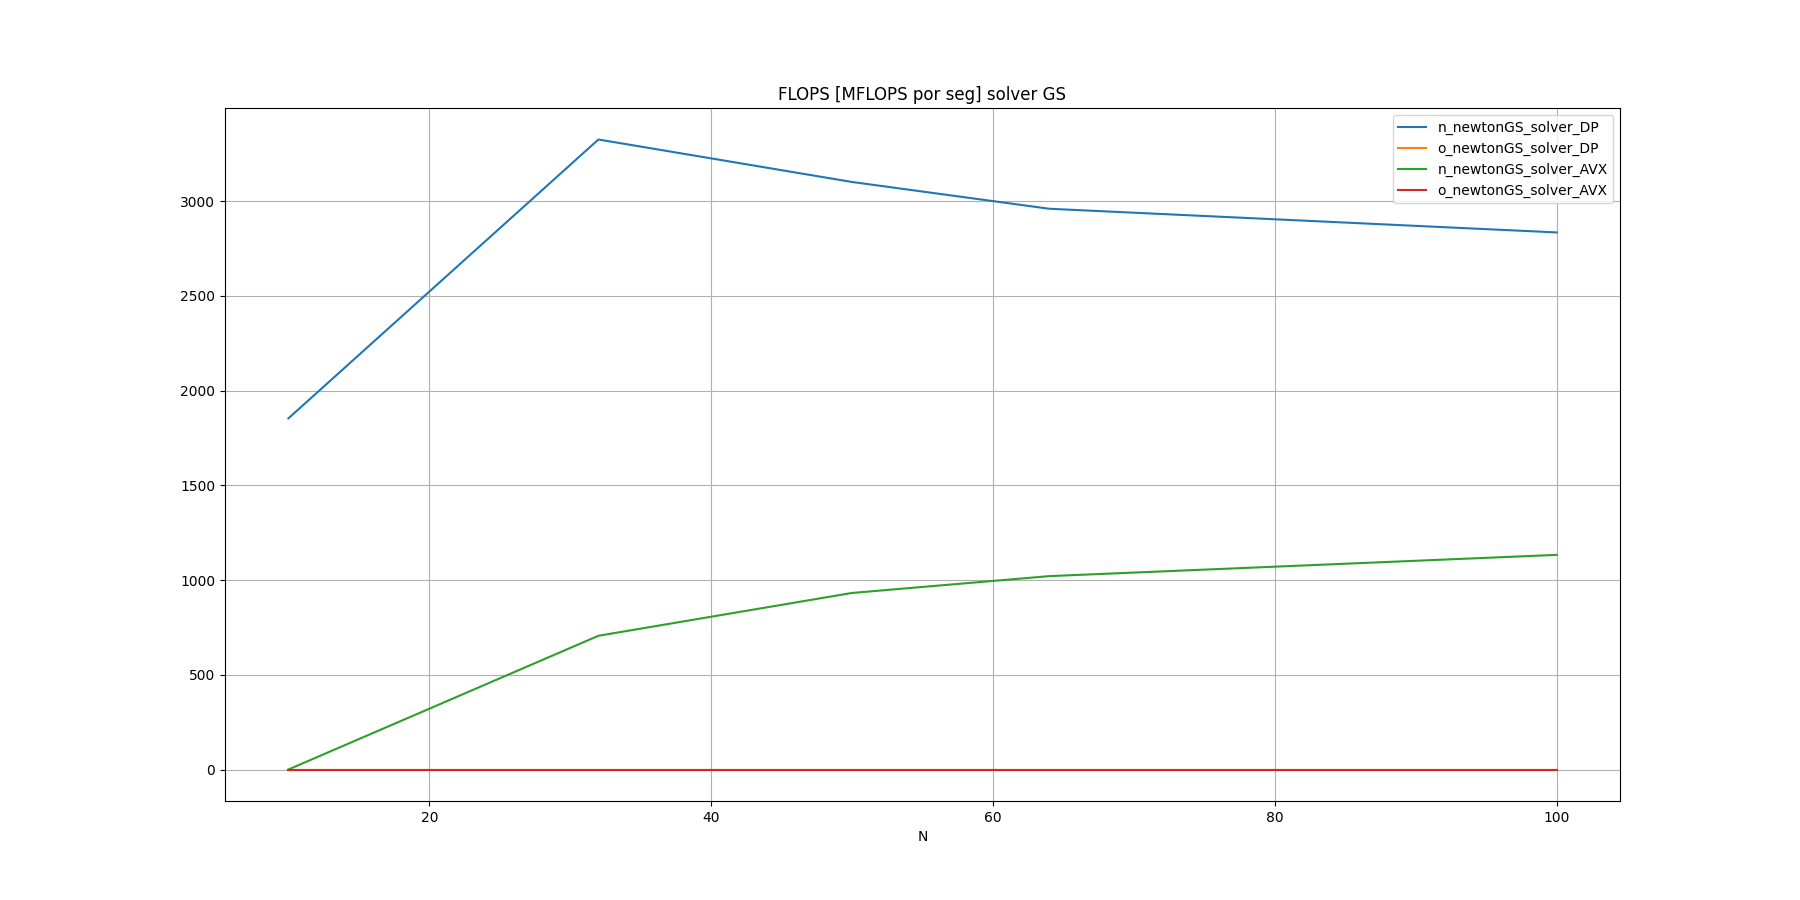 FLOPS [MFLOPS por seg] solver GS
n_newtonGS_solver_DP
o_newtonGS_solver_DP
n_newtonGS_solver_AVX
o_newtonGS_solver_AVX
3000
2500
2000
1500
1000
500
0
20 40 60 80 100
N